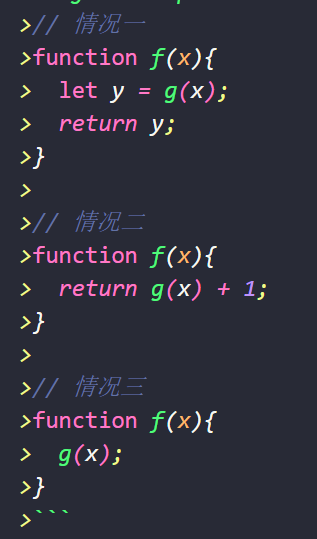 >// 情况一
>function f(x){
>  let y = g(x);
>  return y;
>}
>
>// 情况二
>function f(x){
>  return g(x) + 1;
>}
>
>// 情况三
>function f(x){
>  g(x);
>}
>```